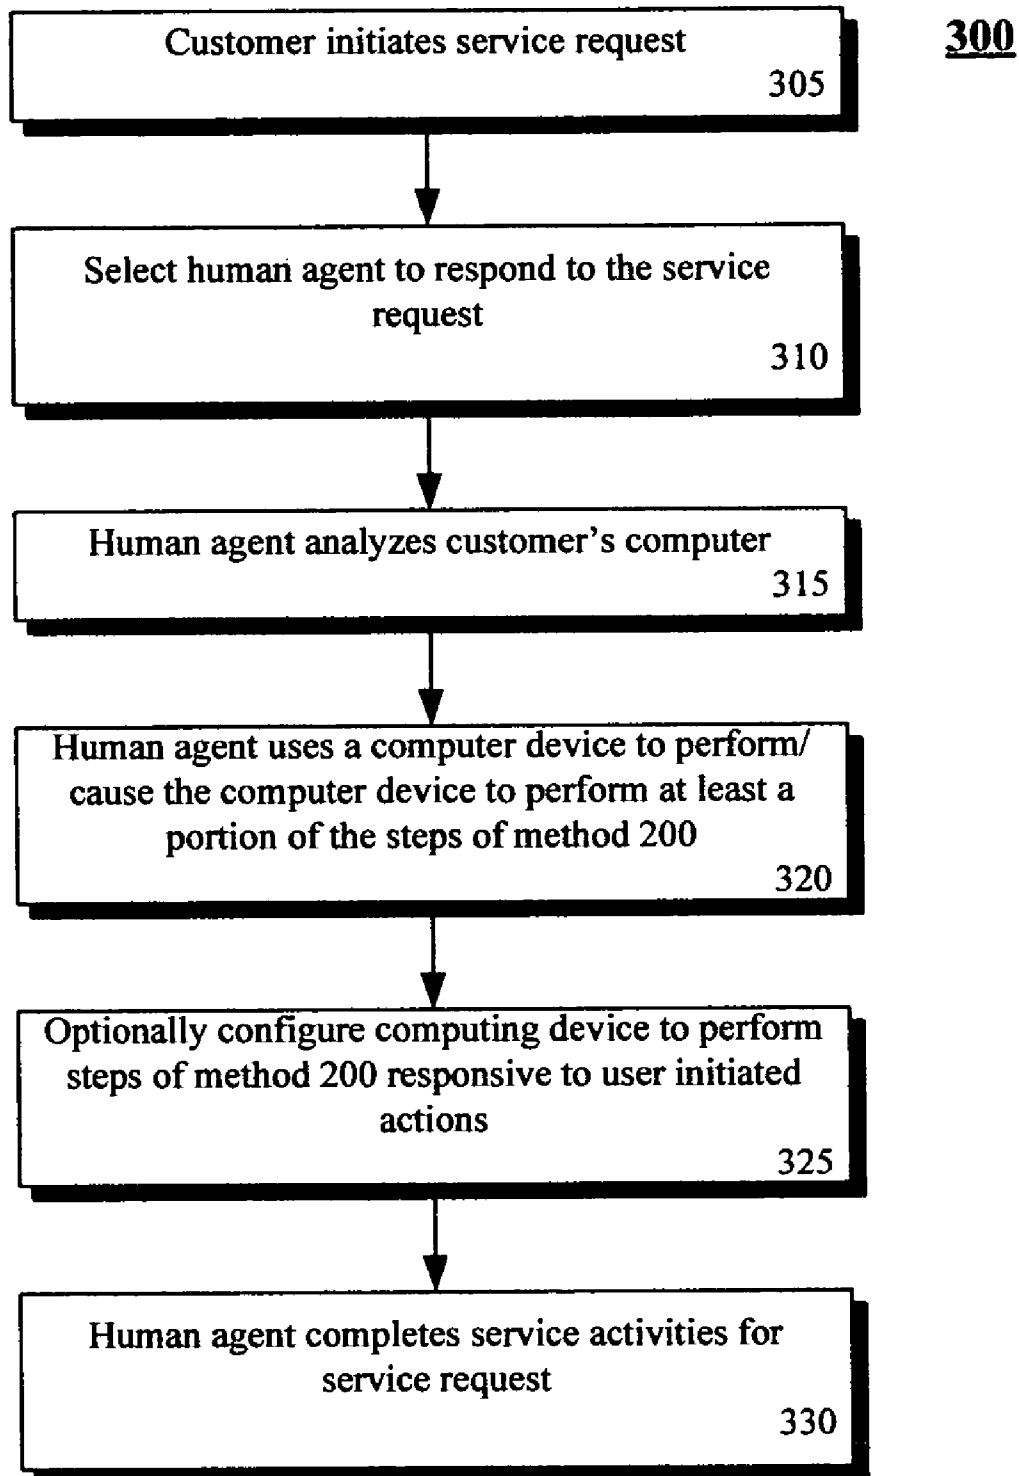 300
Customer initiates service request
305
Select human agent to respond to the service
request
310
Human agent analyzes customer's computer
315
Human agent uses a computer device to perform/
cause the computer device to perform at least a
portion of the steps of method 200
320
Optionally configure computing device to perform
steps of method 200 responsive to user initiated
actions
325
Human agent completes service activities for
service request
330